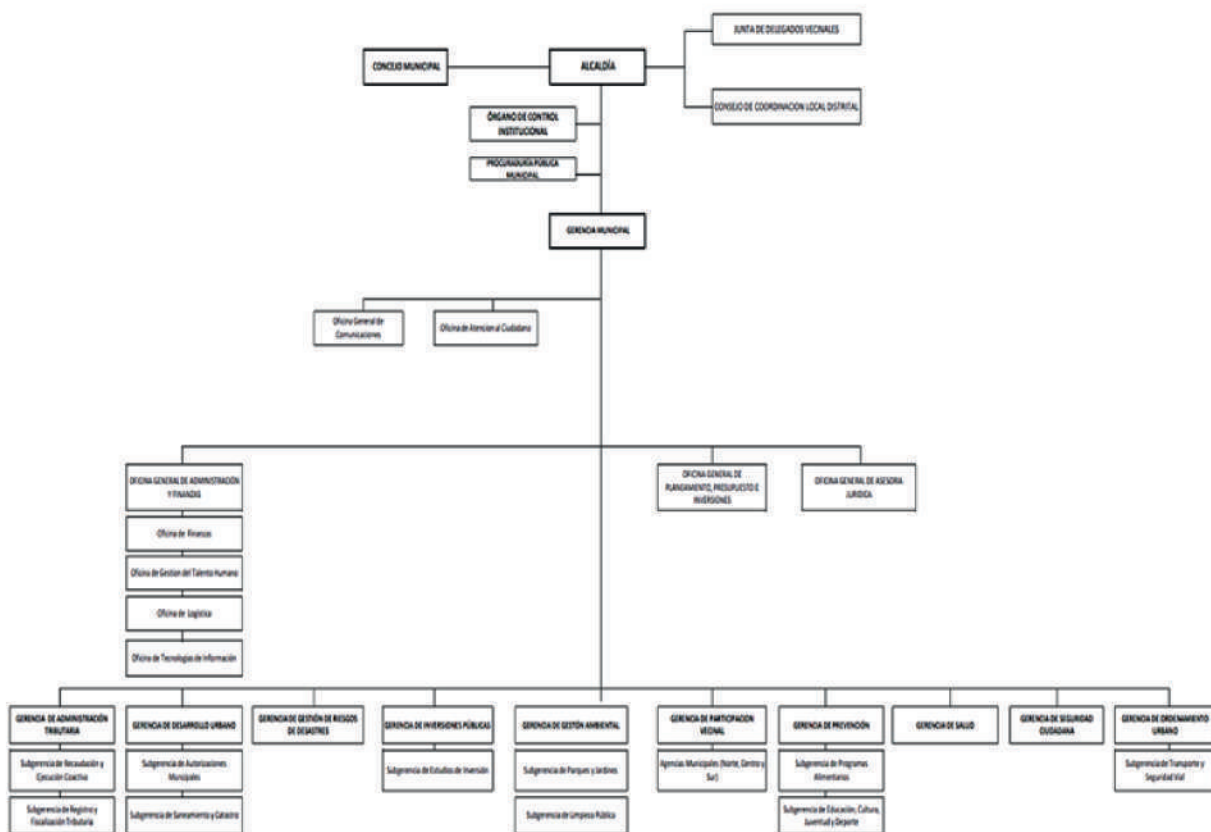 JUNTA DE DELEGADOS VECINALES
CONCEJO MUNICIPAL
ALCALDÍA
CONSEJO DE COORDINACION LOCAL DISTRITAL
ÓRGANO DE CONTROL
INSTITUCIONAL
PROCURADURÍA PÚBLICA
MUNICIPAL
GERENCIA MUNICIPAL
Oficina General de
Comunicaciones
Oficina de Atencion al Ciudadano
OFICINA GENERAL DE ADMINISTRACIÓN
Y FINANZAS
OFICINA GENERAL DE
PLANEAMIENTO, PRESUPUESTO E
INVERSIONES
OFICINA GENERAL DE ASESORIA
JURIDICA
Oficina de Finanzas
Oficina de Gestion del Talento Humano
Oficina de Logística
Oficina de Tecnologías de Información
GERENCIA DE ADMINISTRACIÓN
TRIBUTARIA
GERENCIA DE DESARROLLO URBANO
GERENCIA DE GESTIÓN DE RIESGOS
DE DESASTRES
GERENCIA DE INVERSIONES PÚBLICAS
GERENCIA DE GESTIÓN AMBIENTAL
GERENCIA DE PARTICIPACION
VECINAL
GERENCIA DE PREVENCIÓN
GERENCIA DE SALUD
GERENCIA DE SEGURIDAD
CIUDADANA
GERENCIA DE ORDENAMIENTO
URBANO
Subgerencia de Recaudación y
Ejecución Coactiva
Subgerencia de Autorizaciones
Municipales
Subgerencia de Estudios de Inversión
Subgerencia de Parques y Jardines
Agencias Municipales (Norte, Centro y
Sur)
Subgerencia de Programas
Alimentarios
Subgerencia de Transporte y
Seguridad Vial
Subgerencia de Registro y
Fiscalización Tributaria
Subgerencia de Saneamiento y Catastro
Subgerencia de Limpieza Pública
Subgerencia de Educación, Cultura,
Juventud y Deporte